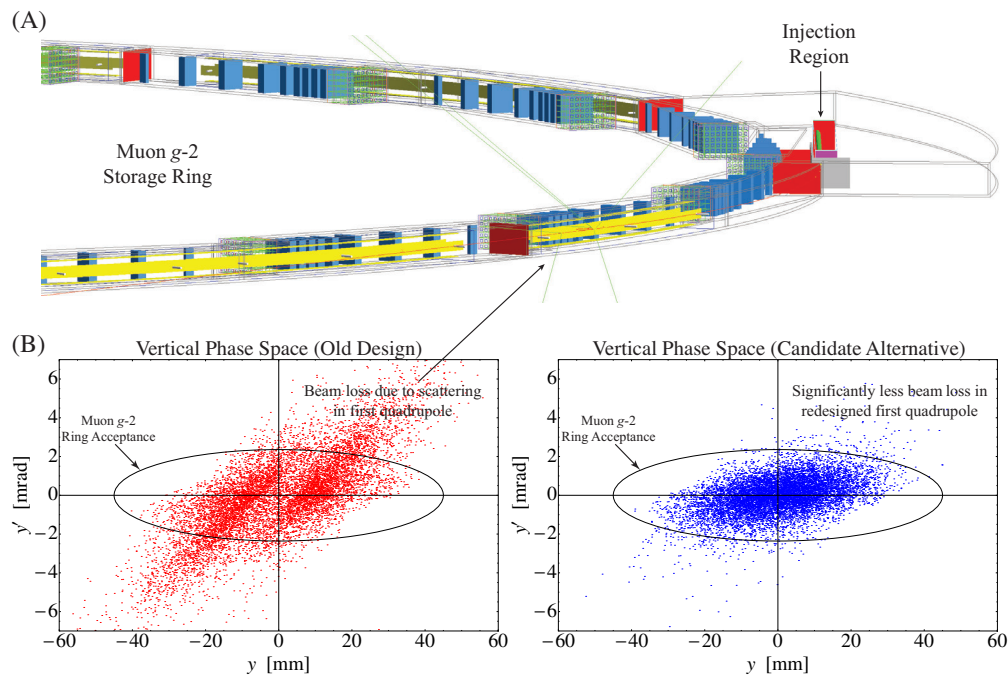 (A)
Injection
Region
Muon g-2
Storage Ring
(B)
Vertical Phase Space (Old Design)
Beam loss due to scattering
in first quadrupole
Muon g-2
Ring Acceptance
y′ [mrad]
6
4
2
0
-2
-4
-6
-60
-40
-20
0
20
40
60
y [mm]
Vertical Phase Space (Candidate Alternative)
Significantly less beam loss in
redesigned first quadrupole
Muon g-2
Ring Acceptance
y′ [mrad]
6
4
2
0
-2
-4
-6
-60
-40
-20
0
20
40
60
y [mm]